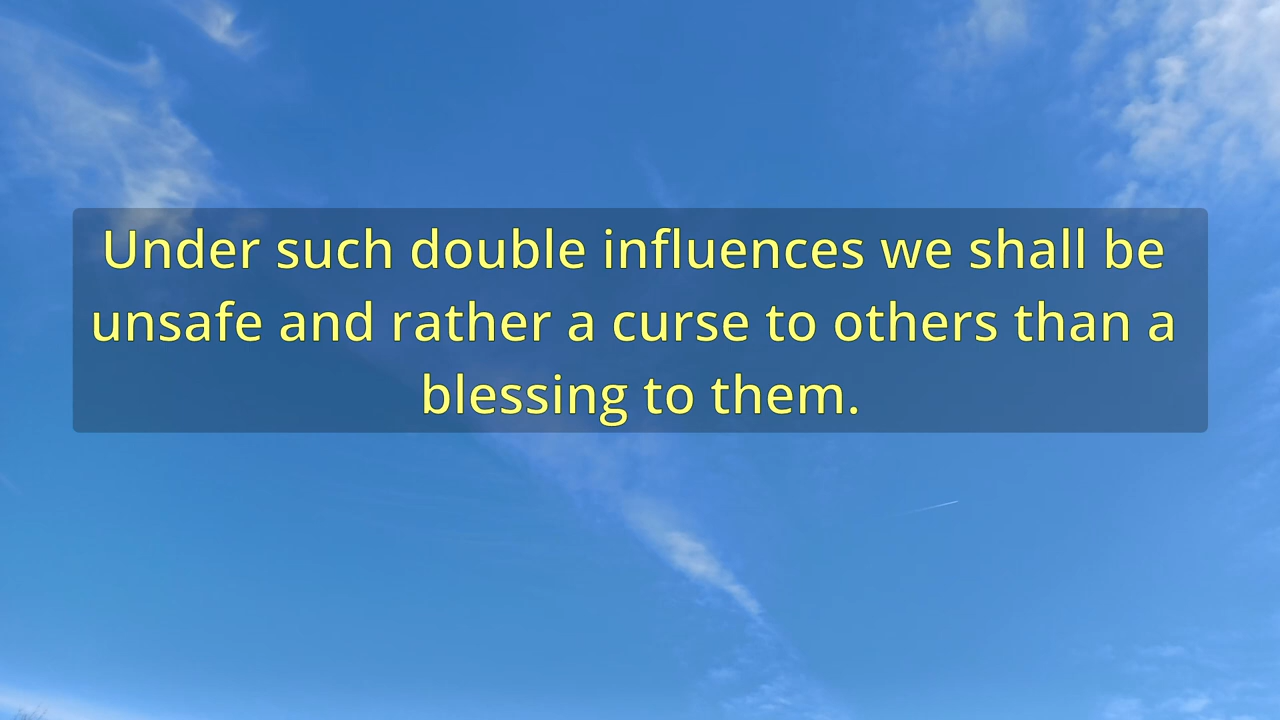 Under such double influences we shall be
unsafe and rather a curse to others than a
blessing to them.